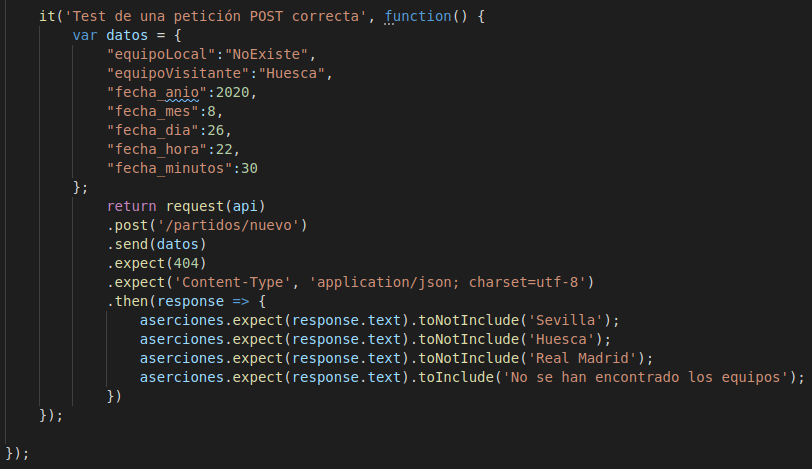 it('Test de una petición POST correcta', function() {
var datos = {
"equipoLocal":"NoExiste",
"equipoVisitante":"Huesca",
"fecha_anio":2020,
"fecha_mes":8,
"fecha_dia":26,
"fecha_hora":22,
"fecha_minutos":30
};
return request(api)
.post('/partidos/nuevo')
.send(datos)
.expect(404)
.expect('Content-Type', 'application/json; charset=utf-8')
.then(response => {
aserciones.expect(response.text).toNotInclude('Sevilla');
aserciones.expect(response.text).toNotInclude('Huesca');
aserciones.expect(response.text).toNotInclude('Real Madrid');
aserciones.expect(response.text).toInclude('No se han encontrado los equipos');
})
});
});